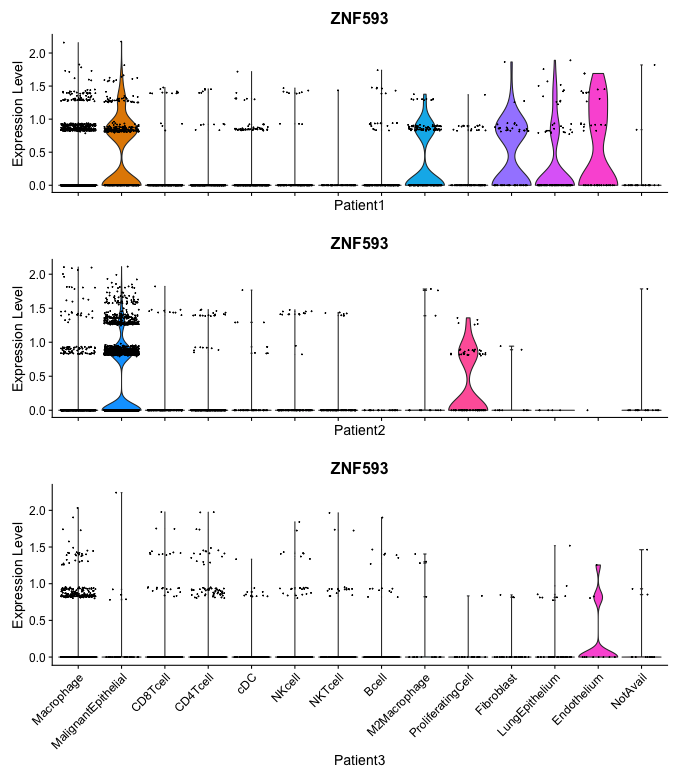 ZNF593
Expression Level
2.0
1.5
1.0
0.5
0.0
Patient1
ZNF593
Expression Level
2.0
1.5
1.0
0.5
0.0
Patient2
ZNF593
Expression Level
2.0
1.5
1.0
0.5
0.0
Macrophage
MalignantEpithelial
CD8Tcell
CD4Tcell
cDC
NKcell
NKTcell
Bcell
M2Macrophage
ProliferatingCell
Fibroblast
LungEpithelium
Endothelium
NotAvail
Patient3